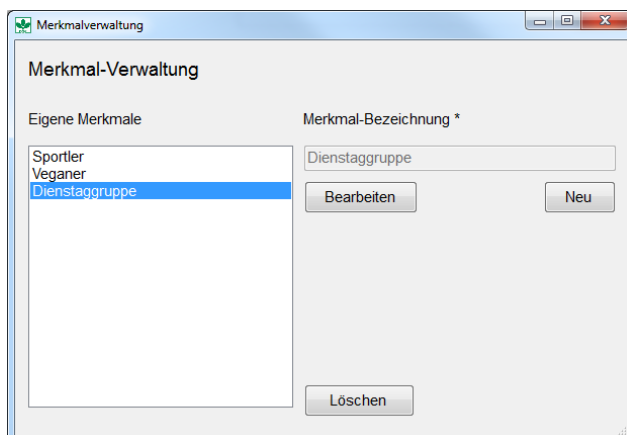 Merkmalverwaltung
Merkmal-Verwaltung
Eigene Merkmale
Merkmal-Bezeichnung *
Sportler
Veganer
Dienstaggruppe
Dienstaggruppe
Bearbeiten
Neu
Löschen